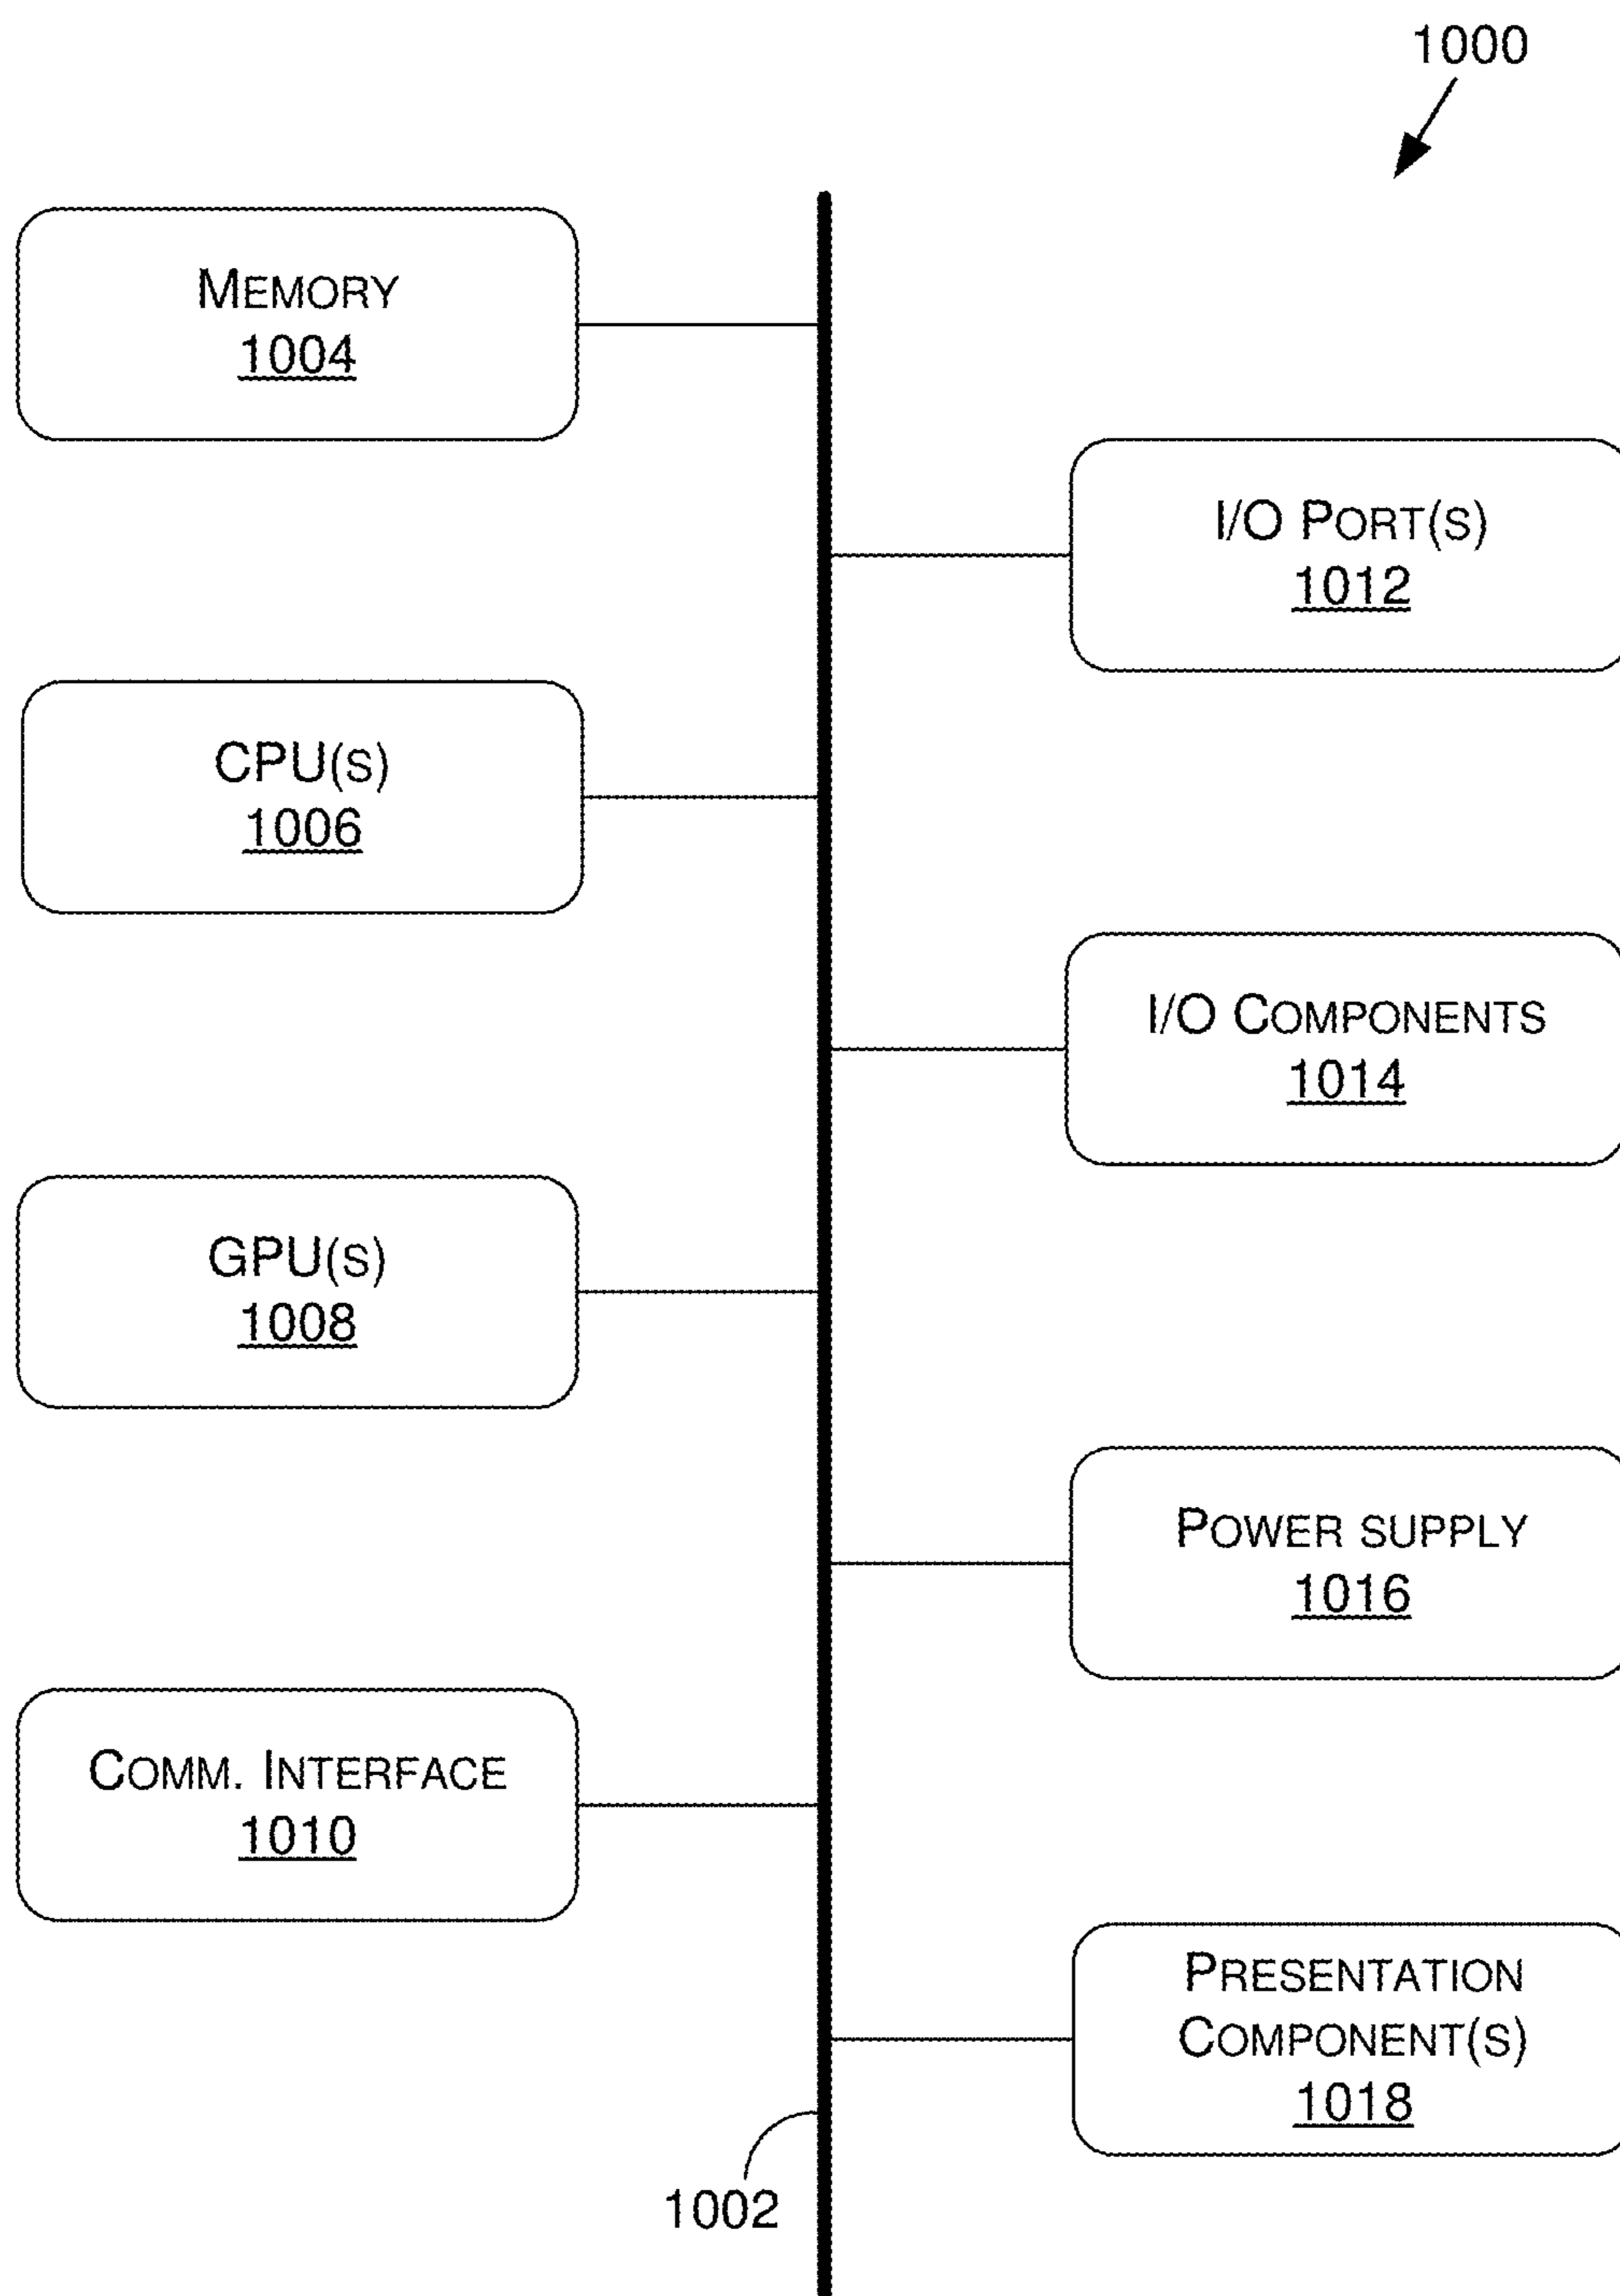 1000
MEMORY
1004
I/O PORT(S)
1012
CPU(S)
1006
I/O COMPONENTS
1014
GPU(S)
1008
POWER SUPPLY
1016
COMM. INTERFACE
1010
PRESENTATION
COMPONENT(S)
1018
1002